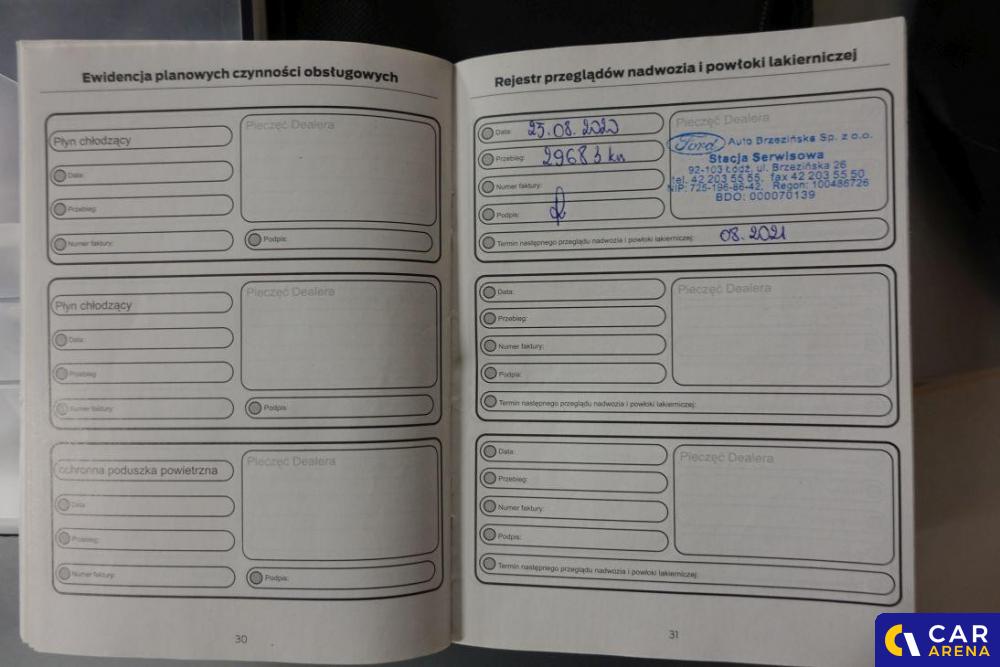 Ewidencja planowych czynności obsługowych
Płyn chłodzący
Pieczęć Dealera
Data:
Przebieg:
Numer faktury:
Podpis:
Płyn chłodzący
Pieczęć Dealera
Data:
Przebieg:
Numer faktury:
Podpis:
ochronna poduszka powietrzna
Pieczęć Dealera
Data:
Przebieg:
Numer faktury:
Podpis:
30
Rejestr przeglądów nadwozia i powłoki lakierniczej
Data: 25.08.2020
Przebieg: 29683 km
Numer faktury:
Podpis:
Pieczęć Dealera
Ford Auto Brzezińska Sp. z o.o.
Stacja Serwisowa
92-103 Łódź, ul. Brzezińska 26
tel. 42 203 55 55, fax 42 203 55 50
NIP: 725-196-86-42, Regon: 100486726
BDO: 000070139
Termin następnego przeglądu nadwozia i powłoki lakierniczej: 08.2021
Data:
Przebieg:
Numer faktury:
Podpis:
Pieczęć Dealera
Termin następnego przeglądu nadwozia i powłoki lakierniczej:
Data:
Przebieg:
Numer faktury:
Podpis:
Pieczęć Dealera
Termin następnego przeglądu nadwozia i powłoki lakierniczej:
31
CAR
ARENA